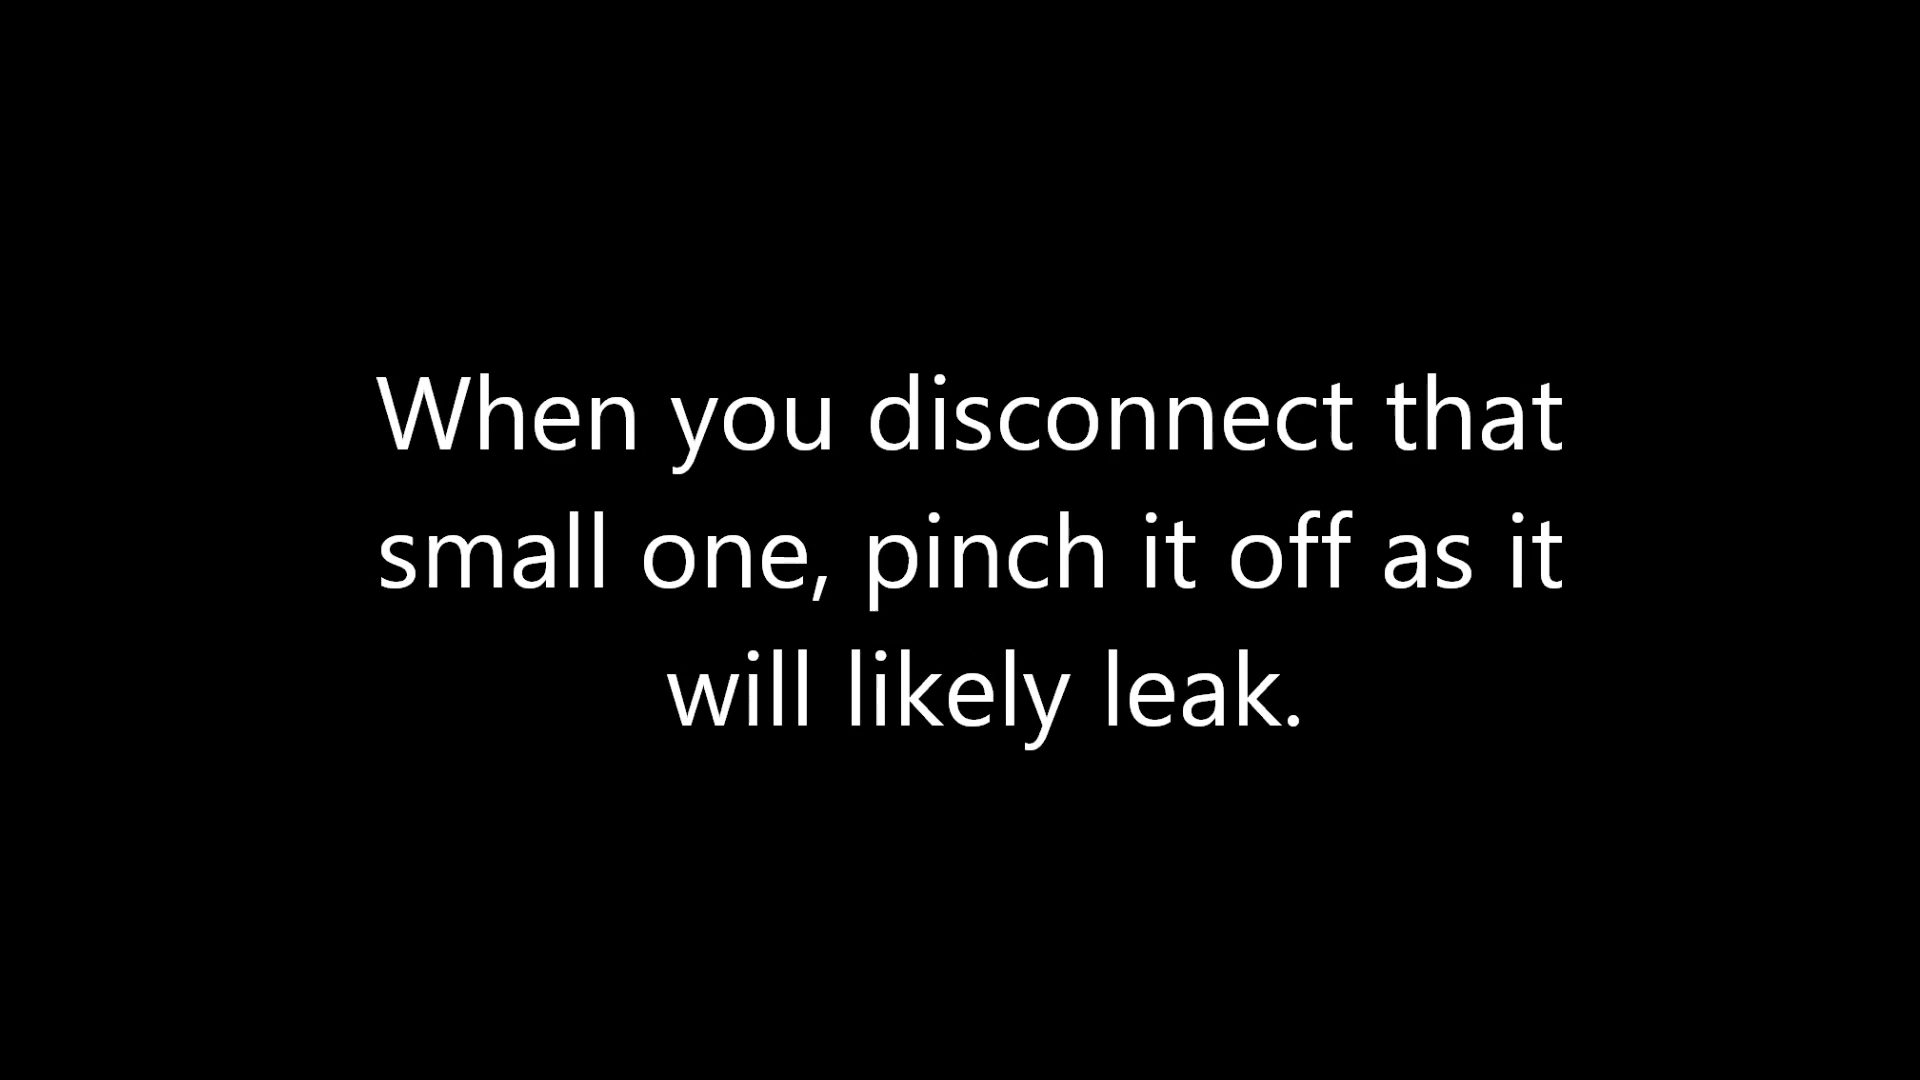 When you disconnect that
small one, pinch it off as it
will likely leak.